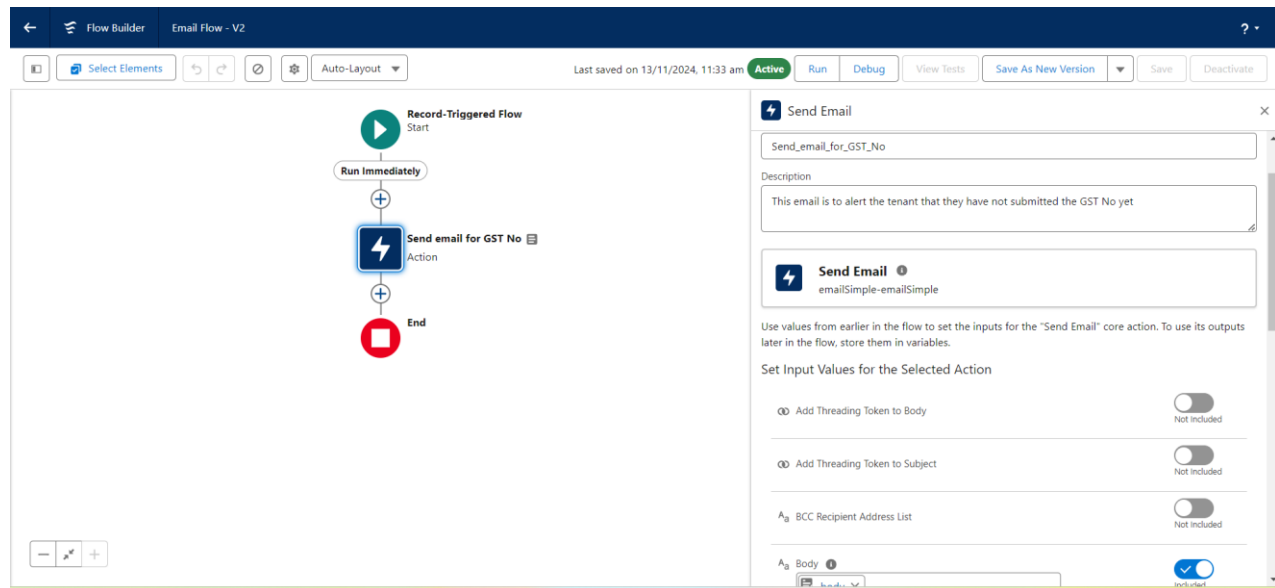 Flow Builder
Email Flow - V2
?
Select Elements
Auto-Layout
Last saved on 13/11/2024, 11:33 am
Active
Run
Debug
View Tests
Save As New Version
Save
Deactivate
Record-Triggered Flow
Start
Run Immediately
Send email for GST No
Action
End
Send Email
Send_email_for_GST_No
Description
This email is to alert the tenant that they have not submitted the GST No yet
Send Email
emailSimple-emailSimple
Use values from earlier in the flow to set the inputs for the "Send Email" core action. To use its outputs
later in the flow, store them in variables.
Set Input Values for the Selected Action
Add Threading Token to Body
Not Included
Add Threading Token to Subject
Not Included
Aa BCC Recipient Address List
Not Included
Aa Body
body
Included